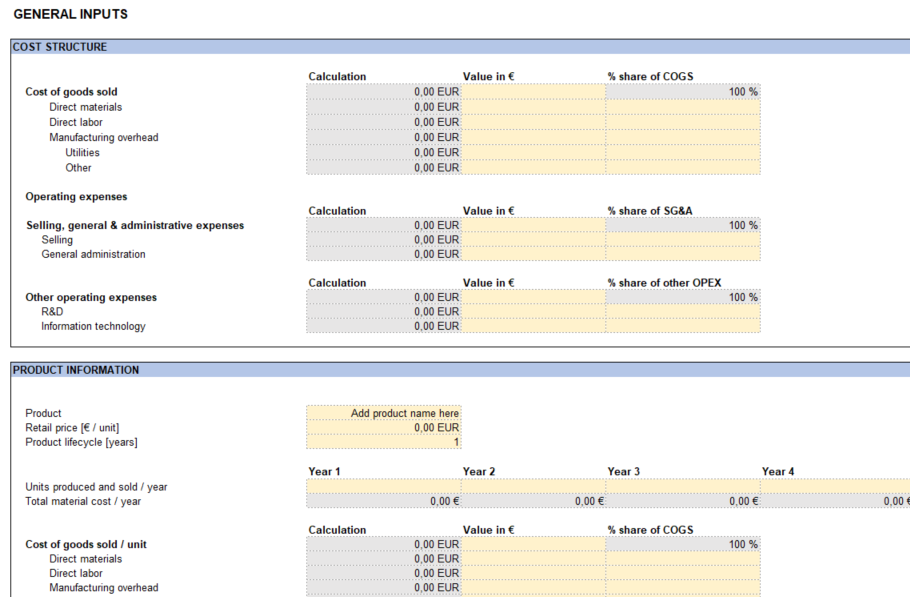 GENERAL INPUTS
COST STRUCTURE
Calculation Value in € % share of COGS
Cost of goods sold 0,00 EUR 100 %
Direct materials 0,00 EUR
Direct labor 0,00 EUR
Manufacturing overhead 0,00 EUR
Utilities 0,00 EUR
Other 0,00 EUR
Operating expenses
Calculation Value in € % share of SG&A
Selling, general & administrative expenses 0,00 EUR 100 %
Selling 0,00 EUR
General administration 0,00 EUR
Calculation Value in € % share of other OPEX
Other operating expenses 0,00 EUR 100 %
R&D 0,00 EUR
Information technology 0,00 EUR
PRODUCT INFORMATION
Product Add product name here
Retail price [€ / unit] 0,00 EUR
Product lifecycle [years] 1
Year 1 Year 2 Year 3 Year 4
Units produced and sold / year
Total material cost / year 0,00 € 0,00 € 0,00 € 0,00 €
Calculation Value in € % share of COGS
Cost of goods sold / unit 0,00 EUR 100 %
Direct materials 0,00 EUR
Direct labor 0,00 EUR
Manufacturing overhead 0,00 EUR